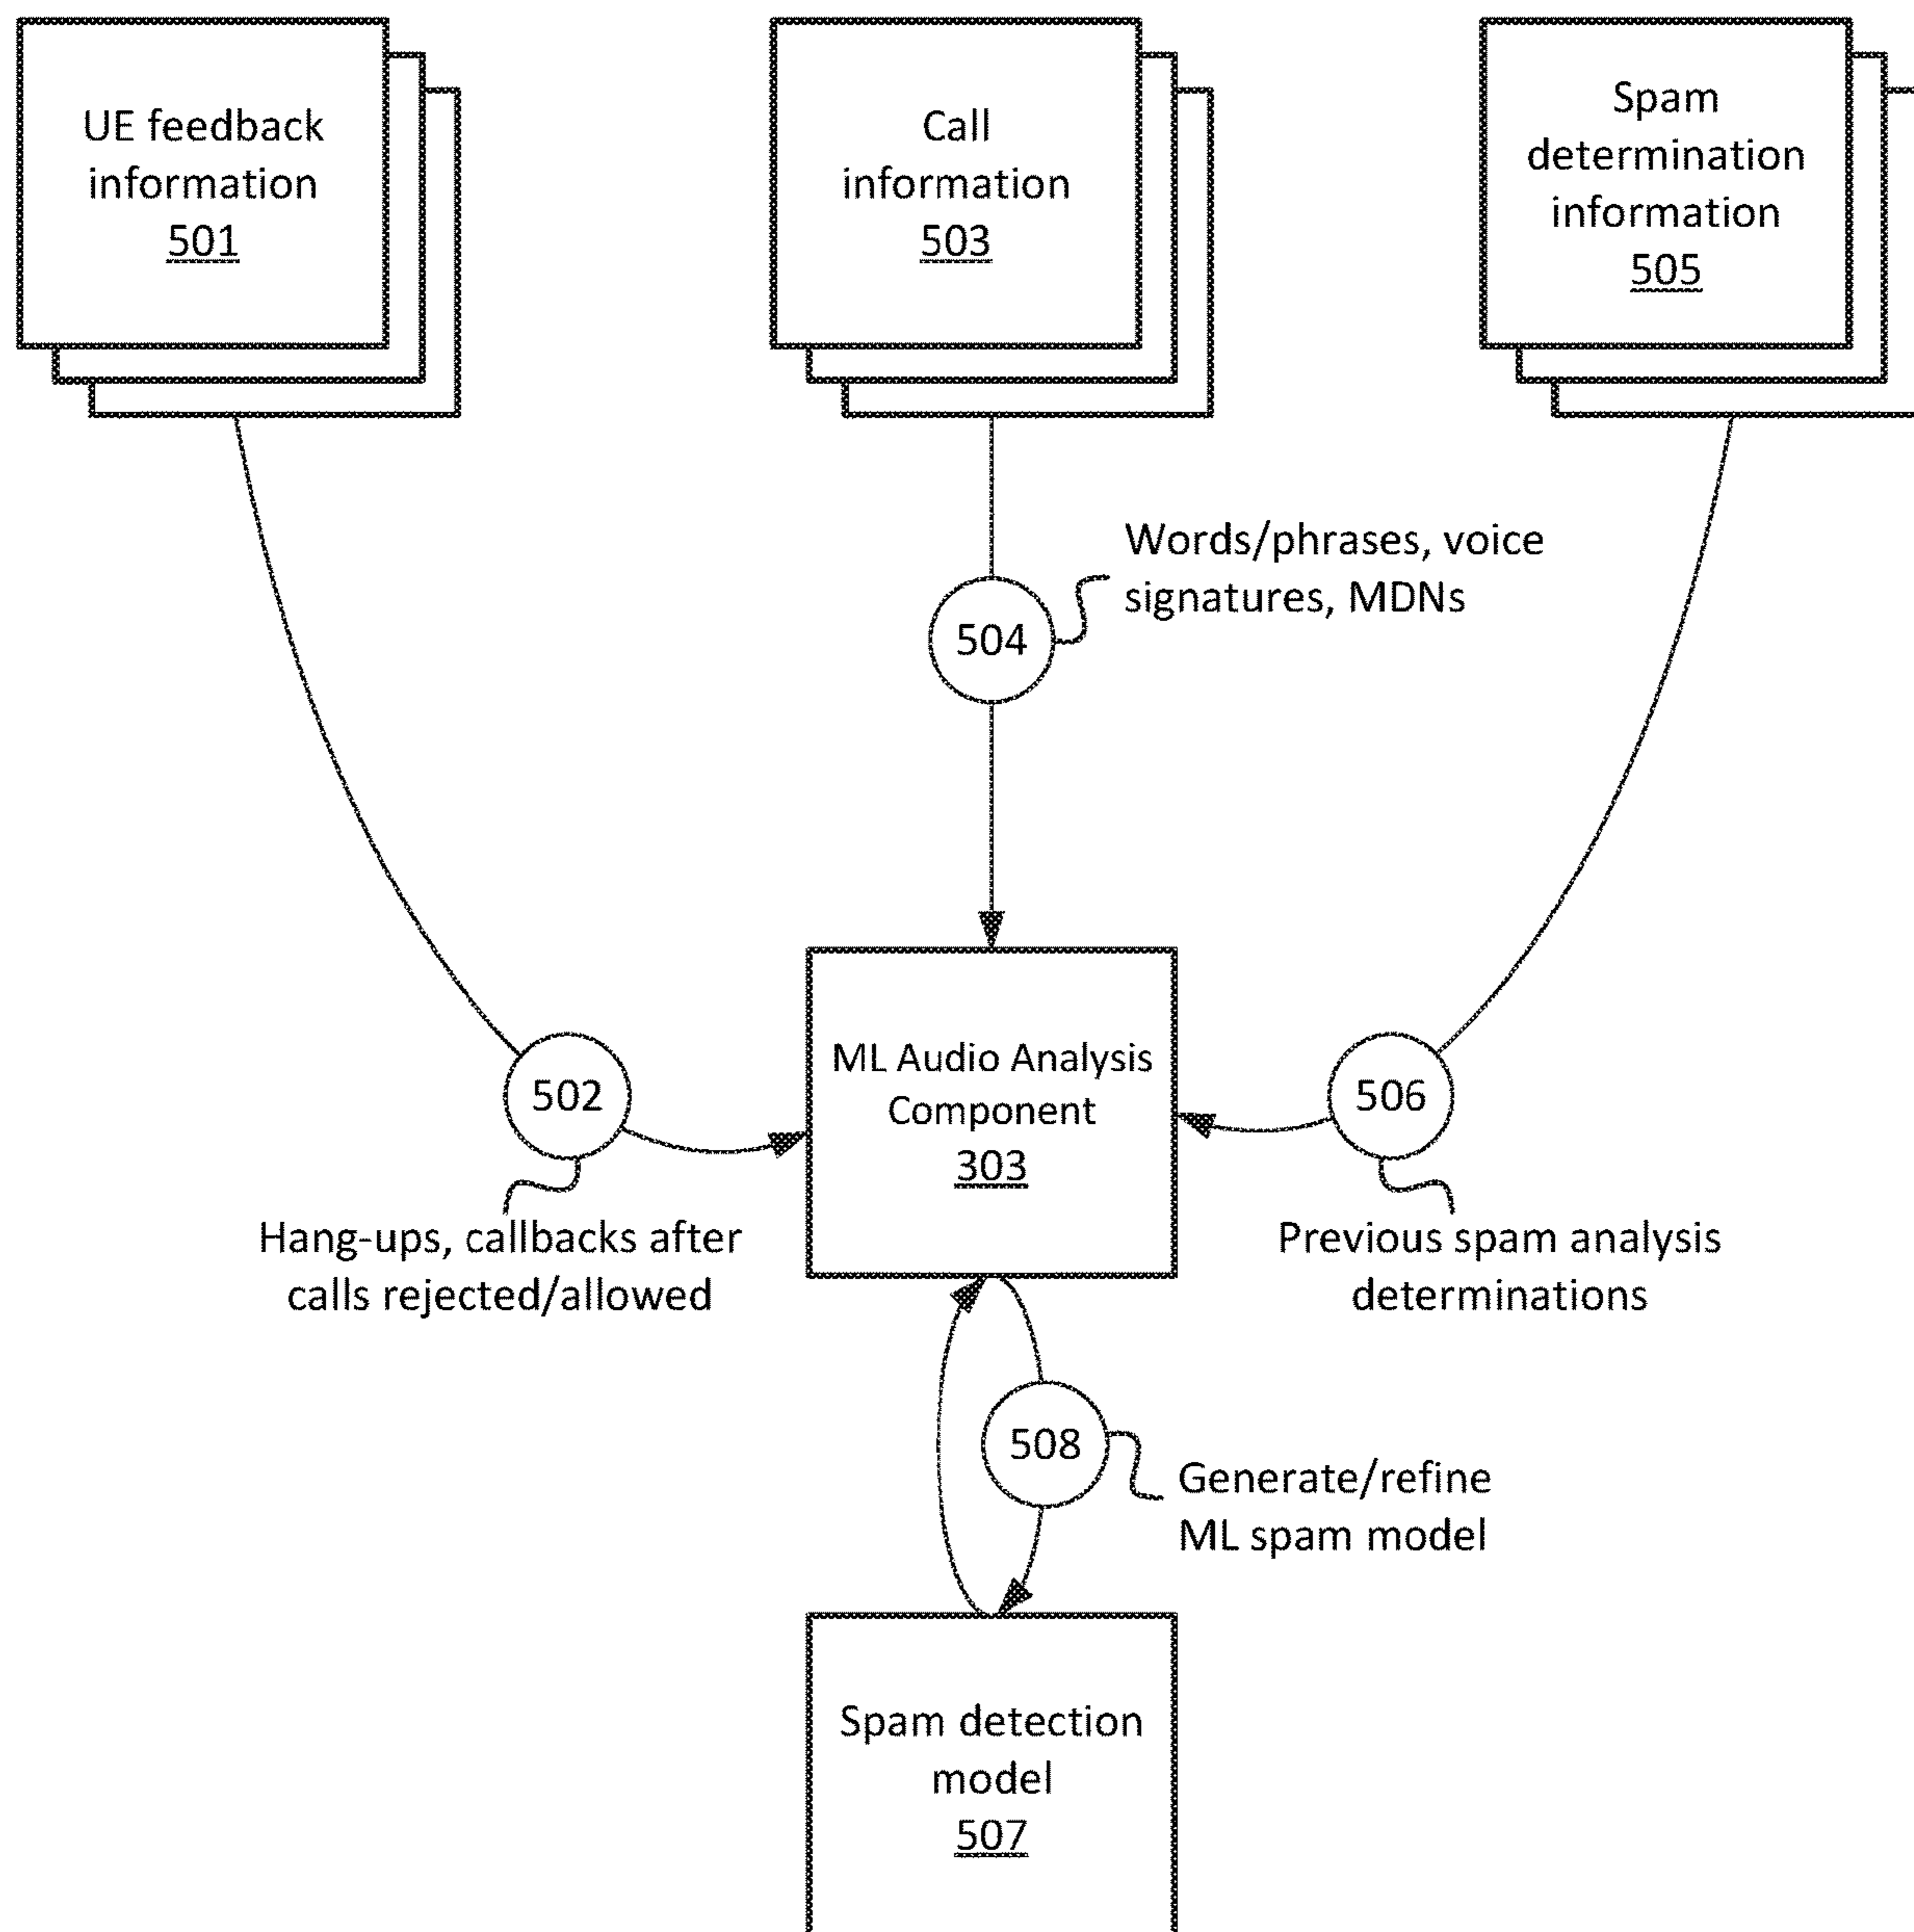 UE feedback
information
501
Call
information
503
Spam
determination
information
505
Words/phrases, voice
signatures, MDNs
504
ML Audio Analysis
Component
303
502
506
Hang-ups, callbacks after
calls rejected/allowed
Previous spam analysis
determinations
508
Generate/refine
ML spam model
Spam detection
model
507